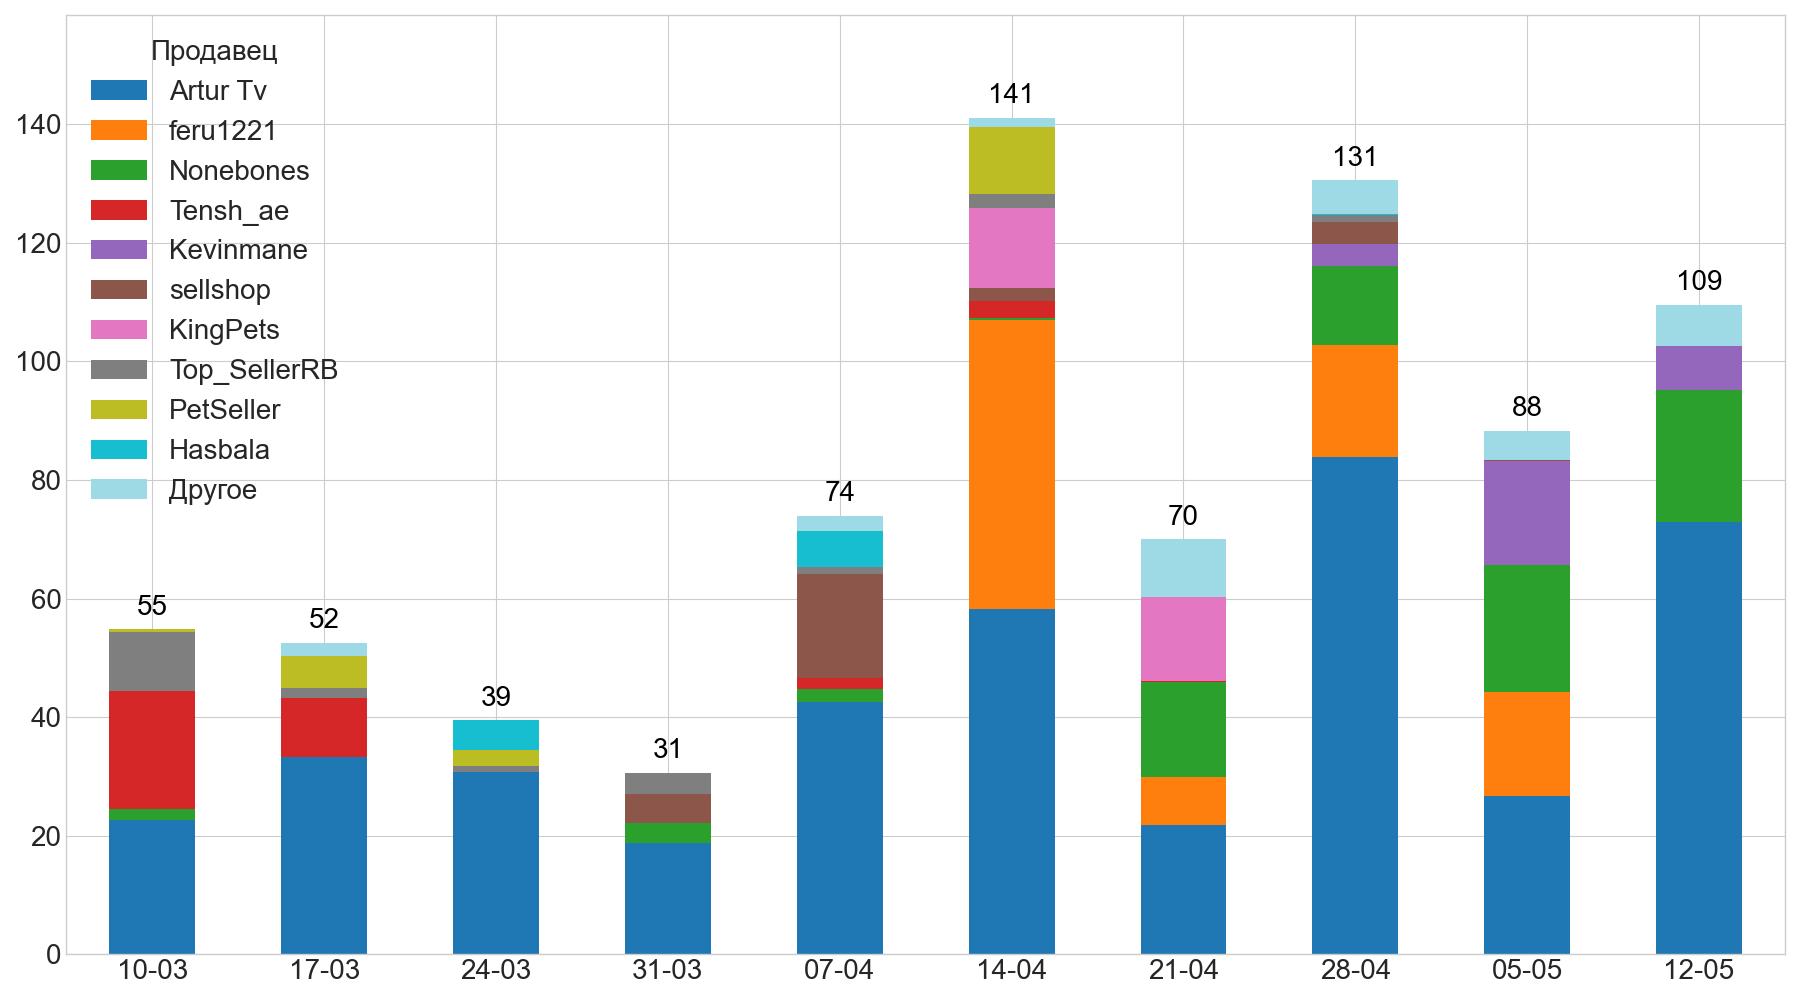 Продавец
Artur Tv
feru1221
Nonebones
Tensh_ae
Kevinmane
sellshop
KingPets
Top_SellerRB
PetSeller
Hasbala
Другое
140
120
100
80
60
40
20
0
55
52
39
31
74
141
70
131
88
109
10-03
17-03
24-03
31-03
07-04
14-04
21-04
28-04
05-05
12-05